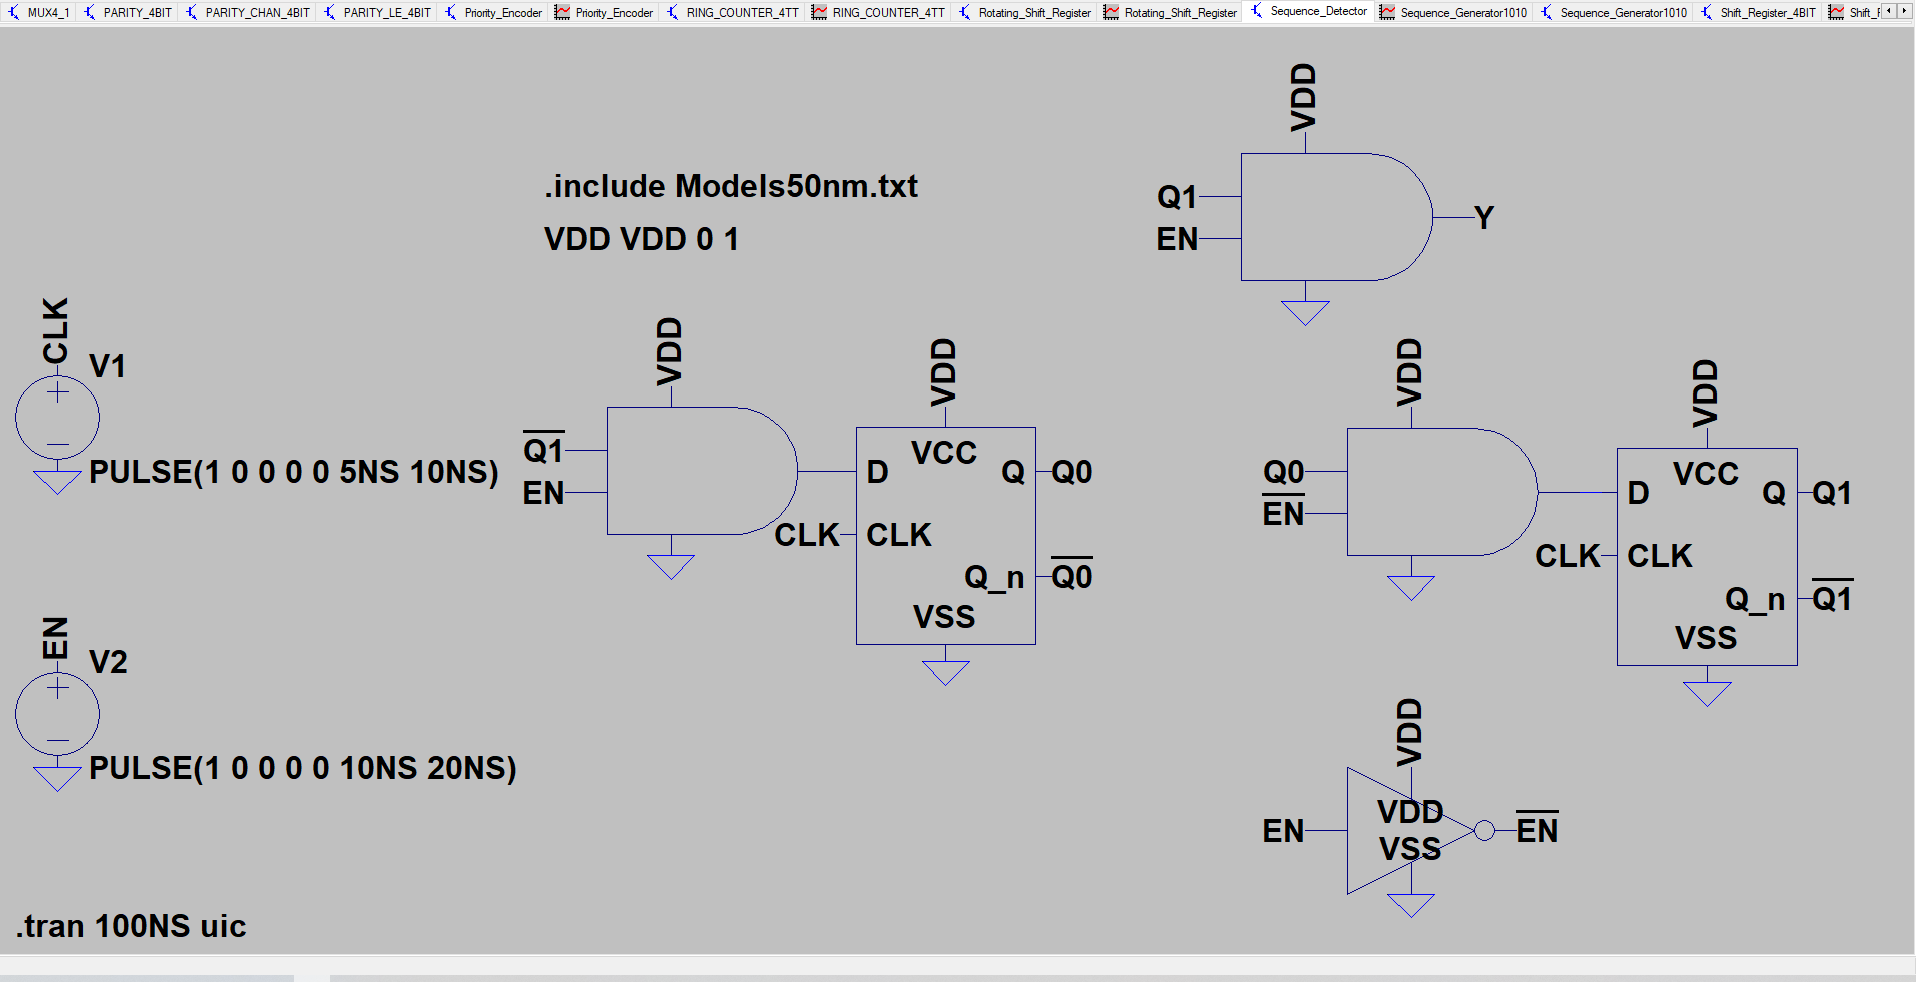 MUX4_1
PARITY_4BIT
PARITY_CHAN_4BIT
PARITY_LE_4BIT
Priority_Encoder
Priority_Encoder
RING_COUNTER_4TT
RING_COUNTER_4TT
Rotating_Shift_Register
Rotating_Shift_Register
Sequence_Detector
Sequence_Generator1010
Sequence_Generator1010
Shift_Register_4BIT
Shift_
VDD
Q1
EN
Y
.include Models50nm.txt
VDD VDD 0 1
CLK
V1
PULSE(1 0 0 0 0 5NS 10NS)
VDD
Q1
EN
VDD
VCC
D
Q
Q0
CLK
CLK
Q_n
Q0
VSS
VDD
Q0
EN
VDD
VCC
D
Q
Q1
CLK
CLK
Q_n
Q1
VSS
EN
V2
PULSE(1 0 0 0 0 10NS 20NS)
VDD
EN
VDD
VSS
EN
.tran 100NS uic